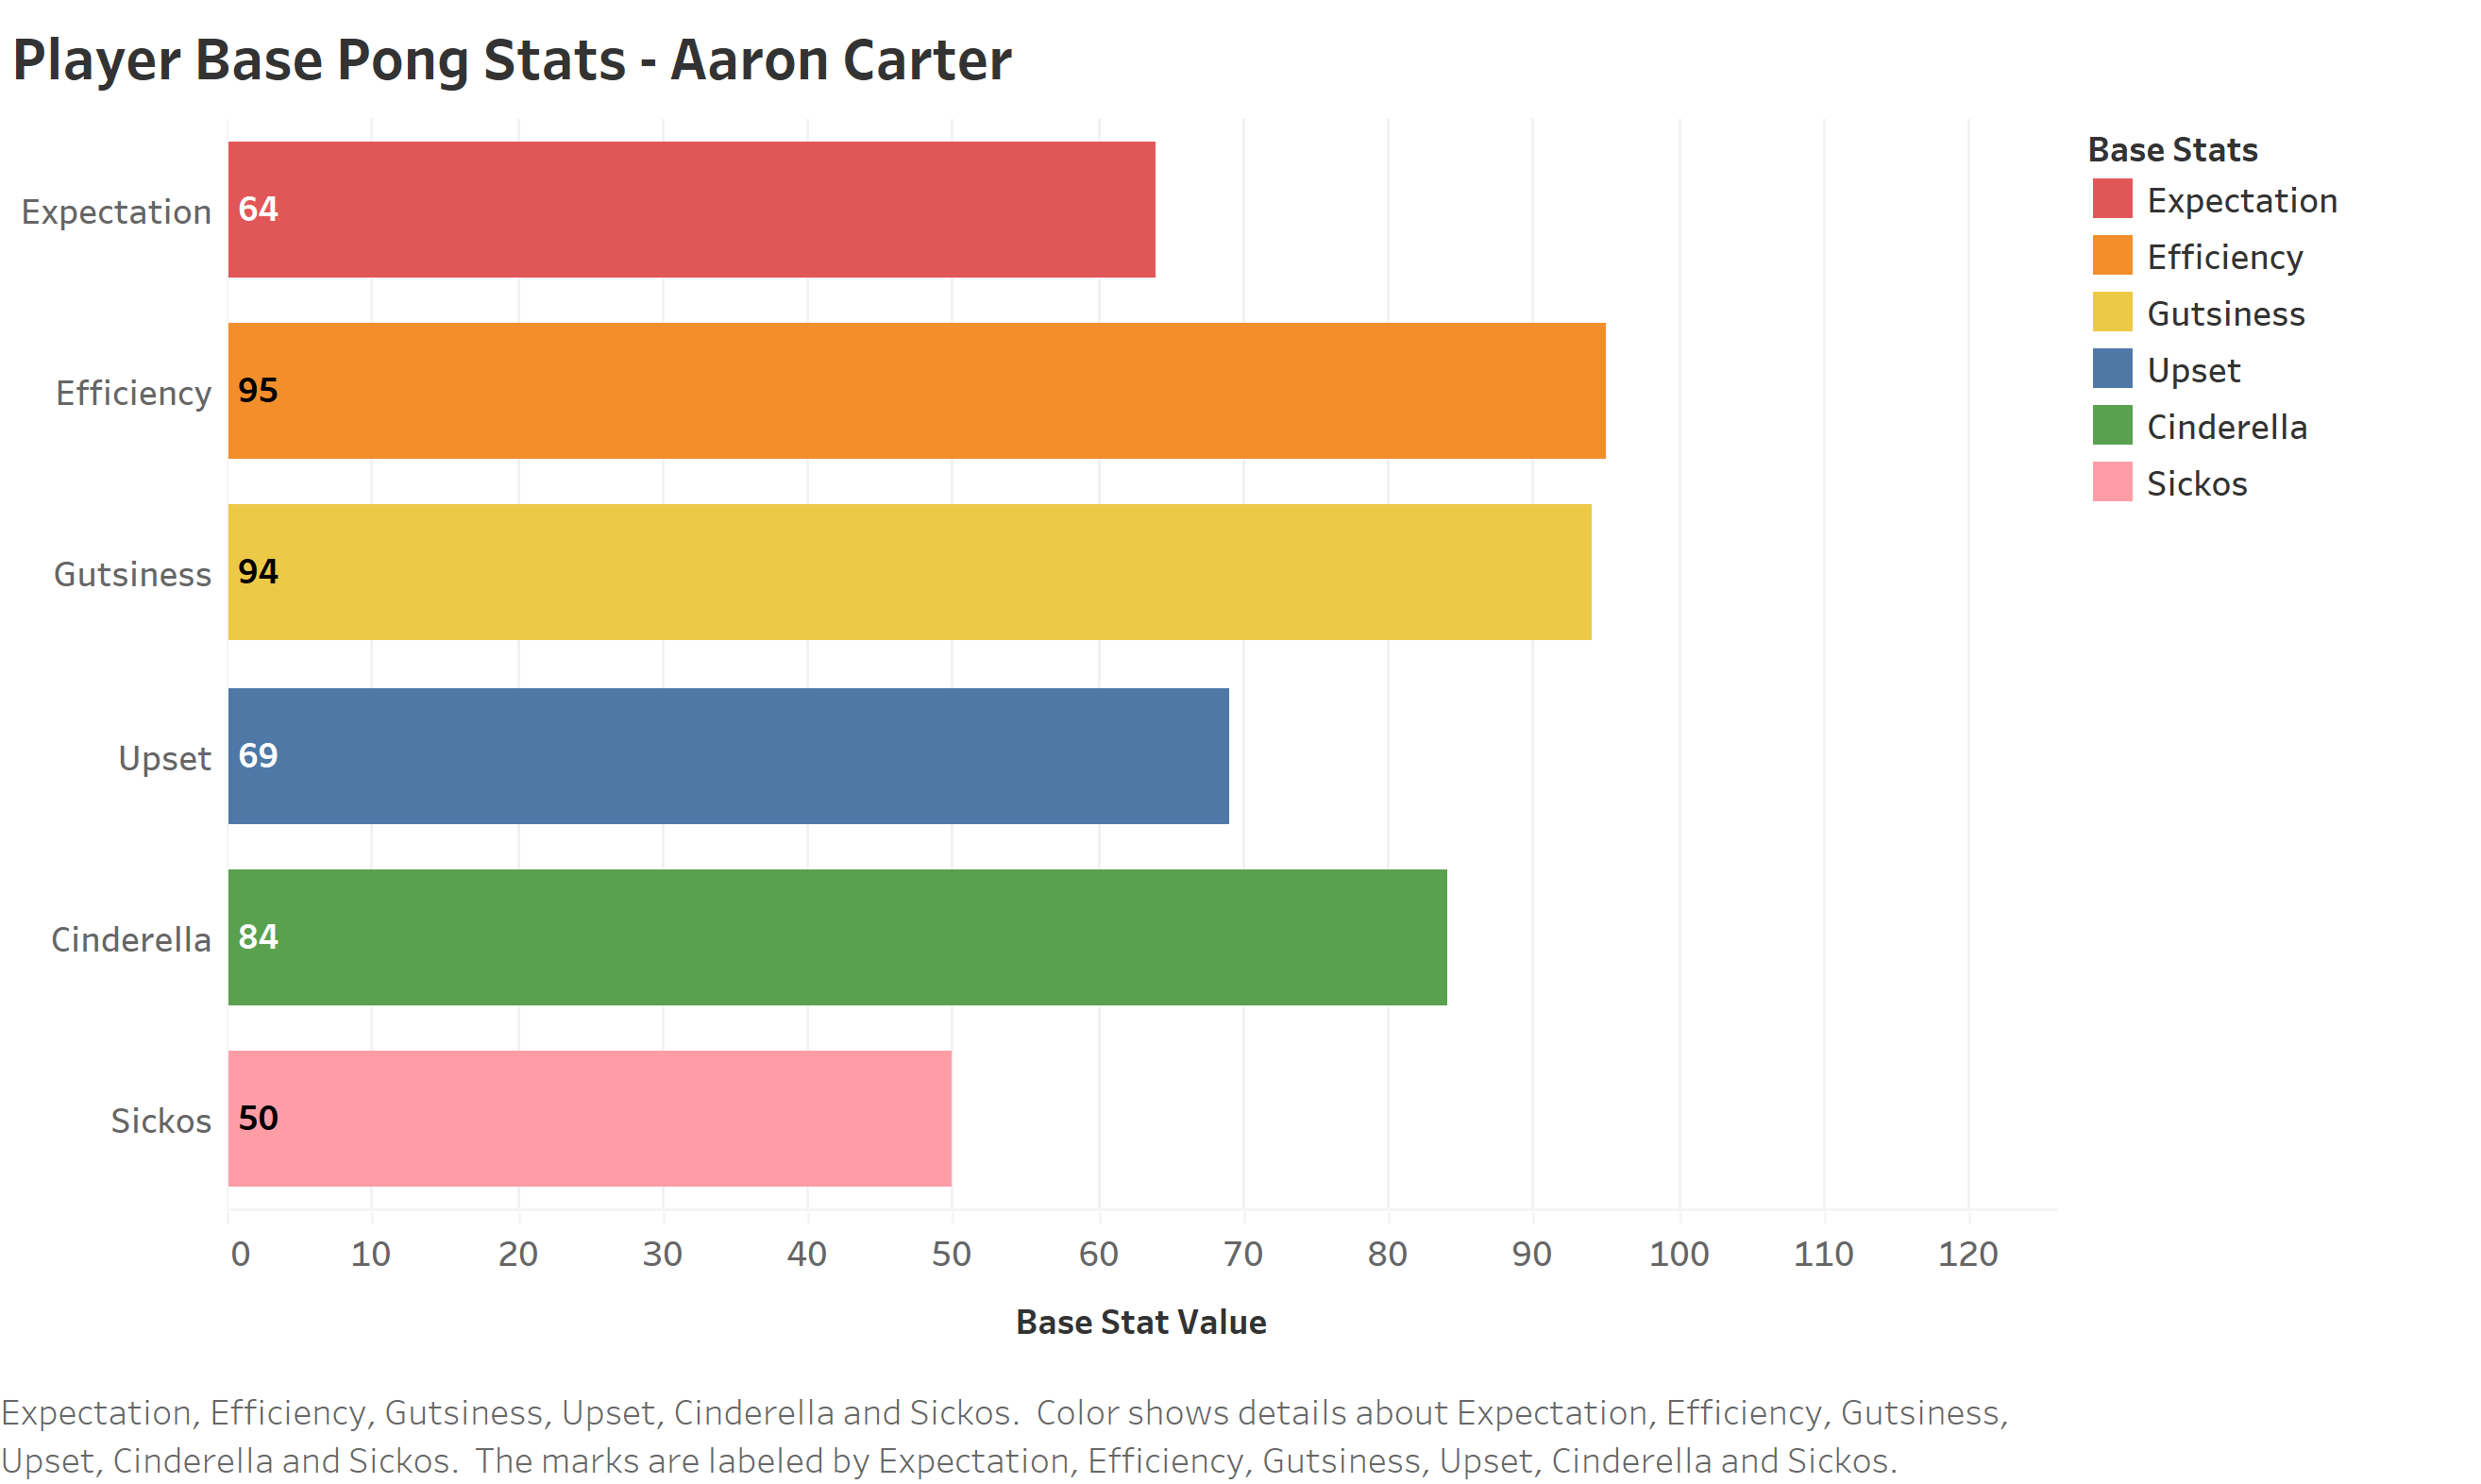 Player Base Pong Stats - Aaron Carter
Base Stats
Expectation
Efficiency
Gutsiness
Upset
Cinderella
Sickos
Expectation 64
Efficiency 95
Gutsiness 94
Upset 69
Cinderella 84
Sickos 50
0 10 20 30 40 50 60 70 80 90 100 110 120
Base Stat Value
Expectation, Efficiency, Gutsiness, Upset, Cinderella and Sickos.  Color shows details about Expectation, Efficiency, Gutsiness,
Upset, Cinderella and Sickos.  The marks are labeled by Expectation, Efficiency, Gutsiness, Upset, Cinderella and Sickos.